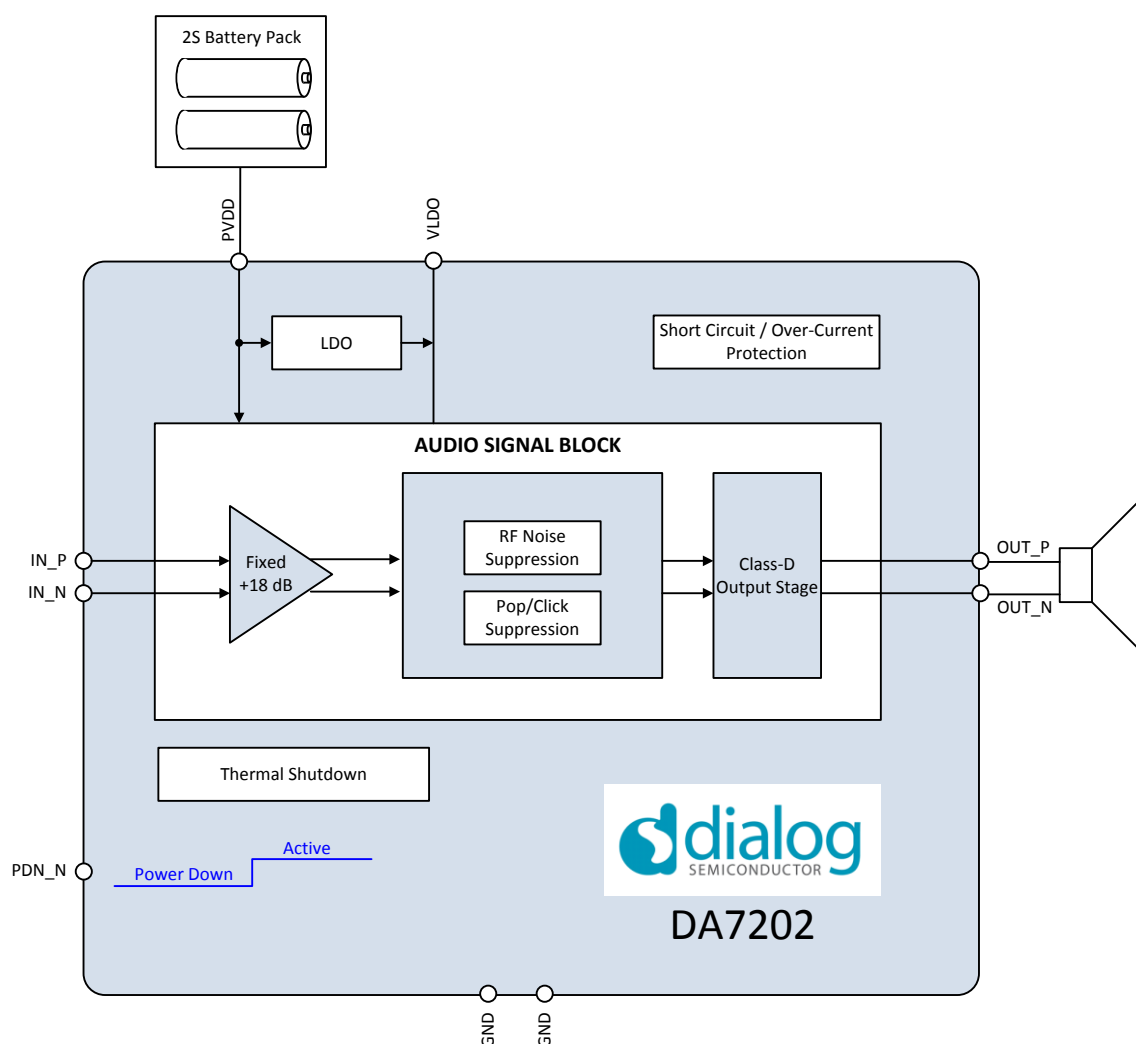 2S Battery Pack
PVDD
VLDO
LDO
Short Circuit / Over-Current
Protection
AUDIO SIGNAL BLOCK
IN_P
IN_N
Fixed
+18 dB
RF Noise
Suppression
Pop/Click
Suppression
Class-D
Output Stage
OUT_P
OUT_N
Thermal Shutdown
PDN_N
Power Down
Active
dialog
SEMICONDUCTOR
DA7202
GND
GND